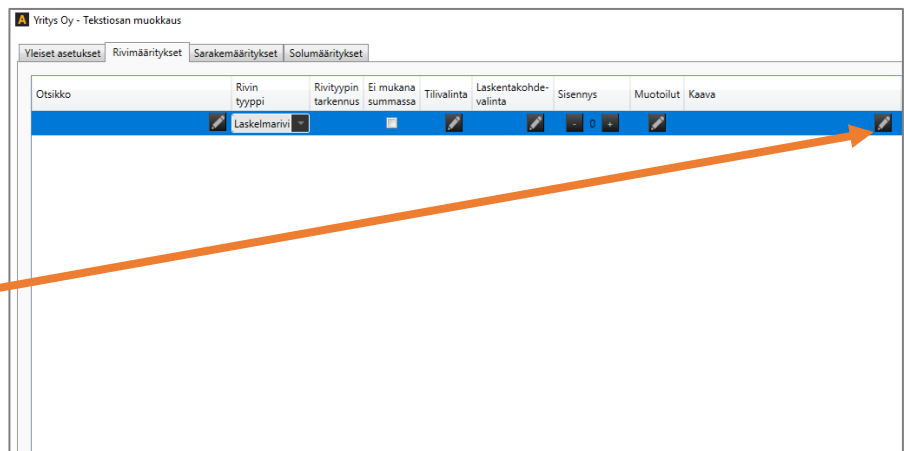 A Yritys Oy - Tekstiosan muokkaus
Yleiset asetukset Rivimääritykset Sarakemääritykset Solumääritykset
Otsikko
Rivin
tyyppi
Rivityypin
tarkennus
Ei mukana
summassa
Tilivalinta
Laskentakohde-
valinta
Sisennys
Muotoilut
Kaava
Laskelmarivi
- 0 +